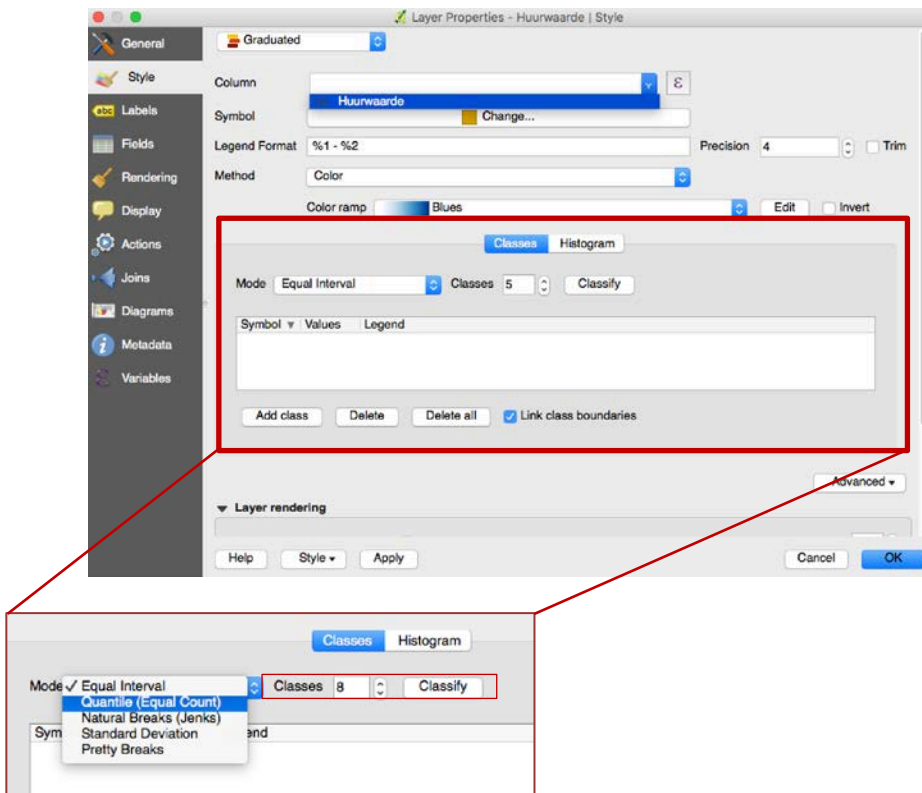 Layer Properties - Huurwaarde | Style
General
Style
abc Labels
Fields
Rendering
Display
Actions
Joins
Diagrams
Metadata
Variables
Graduated
Column
ε
Huurwaarde
Symbol Change...
Legend Format %1 - %2 Precision 4 Trim
Method Color
Color ramp Blues Edit Invert
Classes Histogram
Mode Equal Interval Classes 5 Classify
Symbol Values Legend
Add class Delete Delete all Link class boundaries
Advanced
Layer rendering
Help Style Apply Cancel OK
Classes Histogram
Mode Equal Interval Classes 8 Classify
Quantile (Equal Count)
Natural Breaks (Jenks)
Sym Standard Deviation end
Pretty Breaks